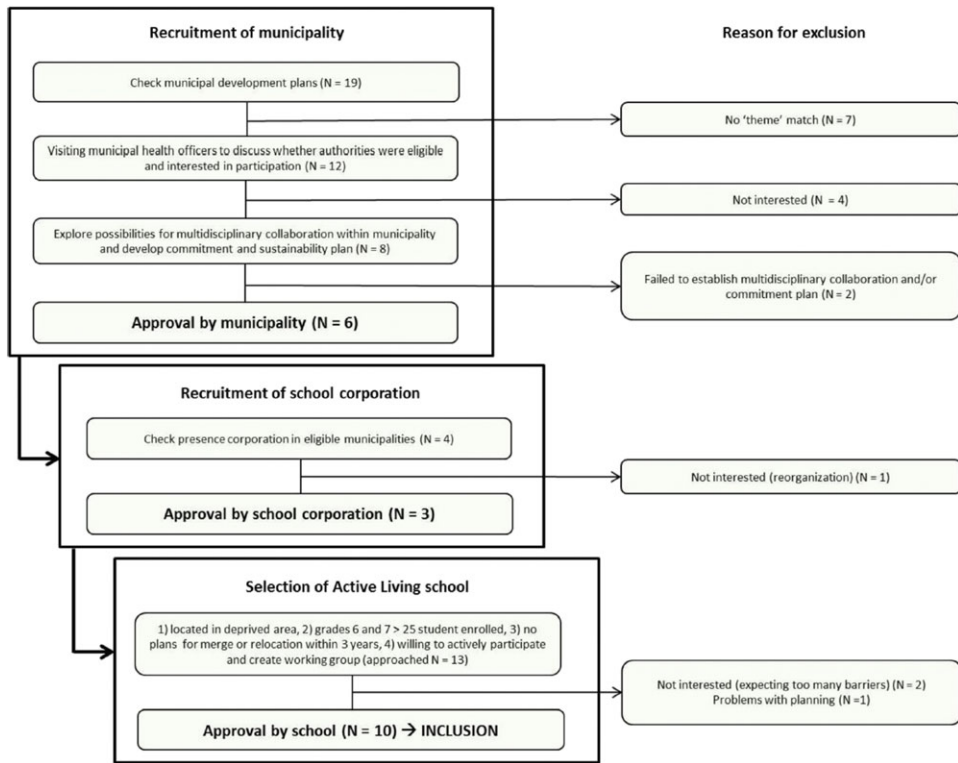 Recruitment of municipality
Reason for exclusion
Check municipal development plans (N = 19)
No ‘theme’ match (N = 7)
Visiting municipal health officers to discuss whether authorities were eligible
and interested in participation (N = 12)
Not interested (N = 4)
Explore possibilities for multidisciplinary collaboration within municipality
and develop commitment and sustainability plan (N = 8)
Failed to establish multidisciplinary collaboration and/or
commitment plan (N = 2)
Approval by municipality (N = 6)
Recruitment of school corporation
Check presence corporation in eligible municipalities (N = 4)
Not interested (reorganization) (N = 1)
Approval by school corporation (N = 3)
Selection of Active Living school
1) located in deprived area, 2) grades 6 and 7 > 25 student enrolled, 3) no
plans for merge or relocation within 3 years, 4) willing to actively participate
and create working group (approached N = 13)
Not interested (expecting too many barriers) (N = 2)
Problems with planning (N =1)
Approval by school (N = 10) → INCLUSION